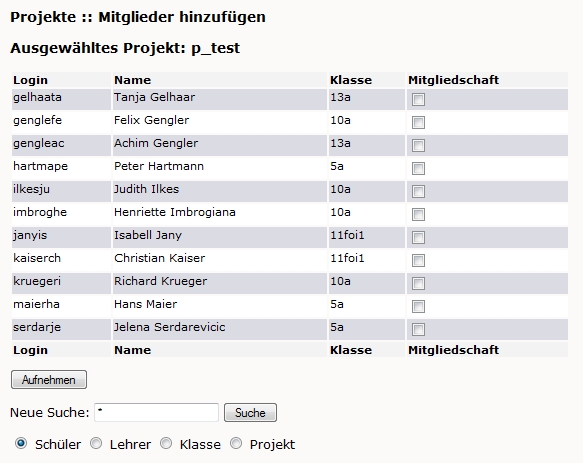 Projekte :: Mitglieder hinzufügen
Ausgewähltes Projekt: p_test
Login Name Klasse Mitgliedschaft
gelhaata Tanja Gelhaar 13a
genglefe Felix Gengler 10a
gengleac Achim Gengler 13a
hartmape Peter Hartmann 5a
ilkesju Judith Ilkes 10a
imbroghe Henriette Imbrogiana 10a
janyis Isabell Jany 11foi1
kaiserch Christian Kaiser 11foi1
kruegeri Richard Krueger 10a
maierha Hans Maier 5a
serdarje Jelena Serdarevicic 5a
Login Name Klasse Mitgliedschaft
Aufnehmen
Neue Suche: * Suche
Schüler Lehrer Klasse Projekt